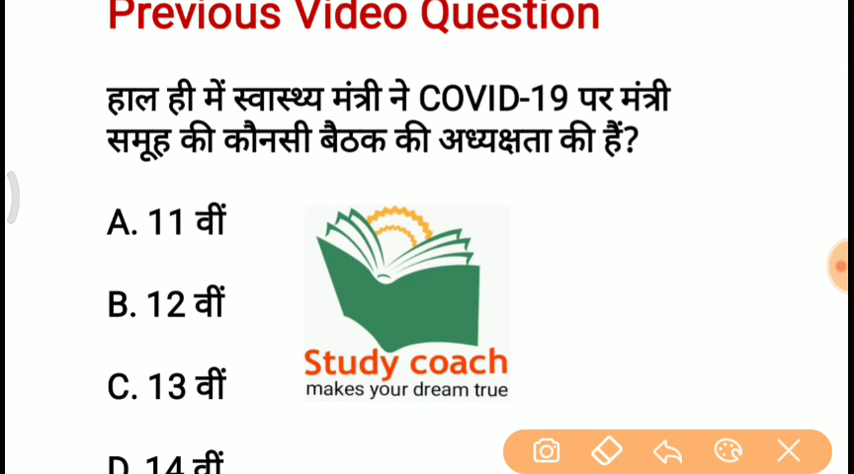 Previous Video Question
हाल ही में स्वास्थ्य मंत्री ने COVID-19 पर मंत्री
समूह की कौनसी बैठक की अध्यक्षता की हैं?
A. 11 वीं
B. 12 वीं
C. 13 वीं
D. 14 वीं
Study coach
makes your dream true